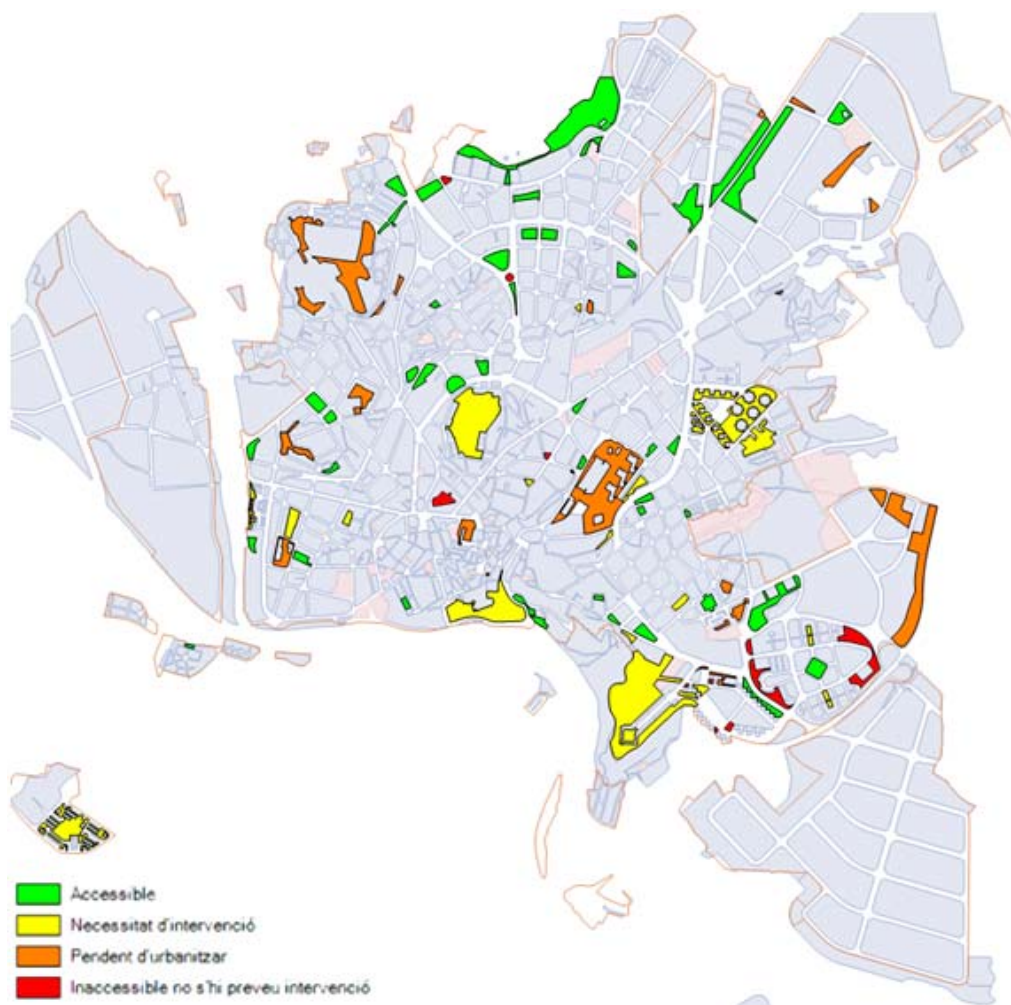 Accessible
Necessitat d'intervenció
Pendent d'urbanitzar
Inaccessible no s'hi preveu intervenció